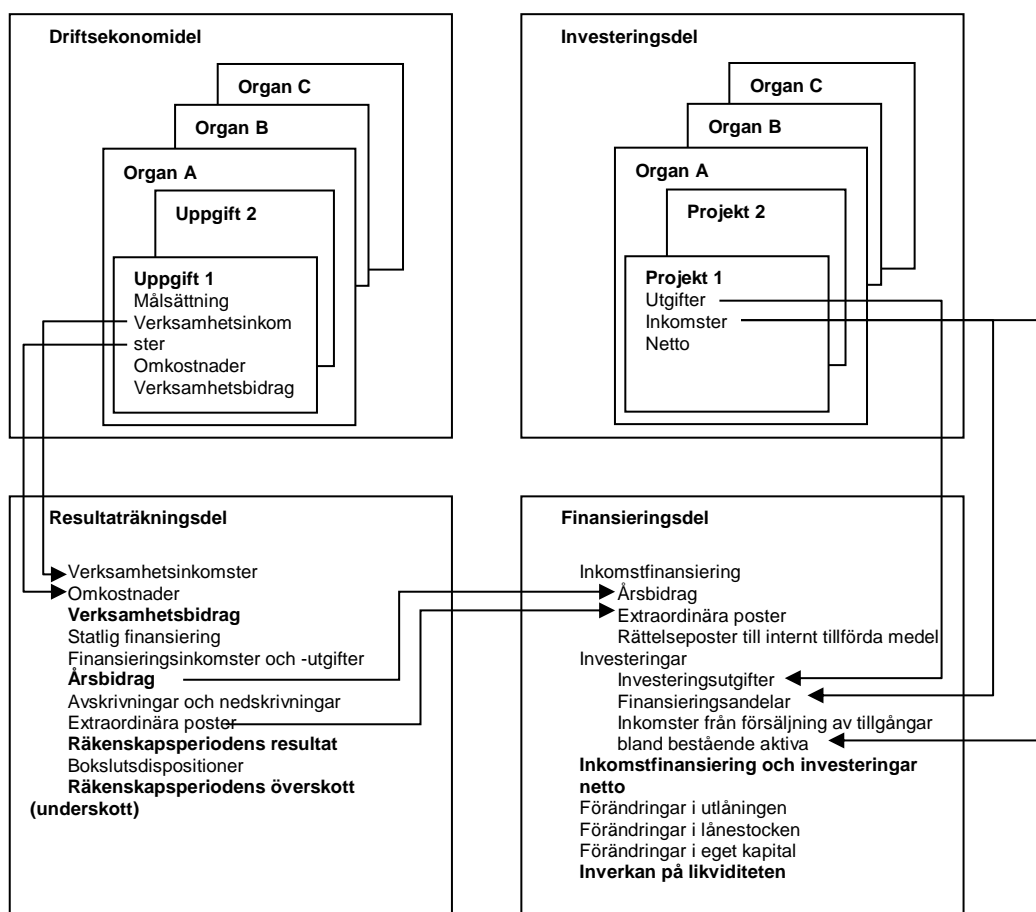 Driftsekonomidel
Organ C
Organ B
Organ A
Uppgift 2
Uppgift 1
Målsättning
Verksamhetsinkom
ster
Omkostnader
Verksamhetsbidrag
Investeringsdel
Organ C
Organ B
Organ A
Projekt 2
Projekt 1
Utgifter
Inkomster
Netto
Resultaträkningsdel
Verksamhetsinkomster
Omkostnader
Verksamhetsbidrag
Statlig finansiering
Finansieringsinkomster och -utgifter
Årsbidrag
Avskrivningar och nedskrivningar
Extraordinära poster
Räkenskapsperiodens resultat
Bokslutsdispositioner
Räkenskapsperiodens överskott
(underskott)
Finansieringsdel
Inkomstfinansiering
Årsbidrag
Extraordinära poster
Rättelseposter till internt tillförda medel
Investeringar
Investeringsutgifter
Finansieringsandelar
Inkomster från försäljning av tillgångar
bland bestående aktiva
Inkomstfinansiering och investeringar
netto
Förändringar i utlåningen
Förändringar i lånestocken
Förändringar i eget kapital
Inverkan på likviditeten